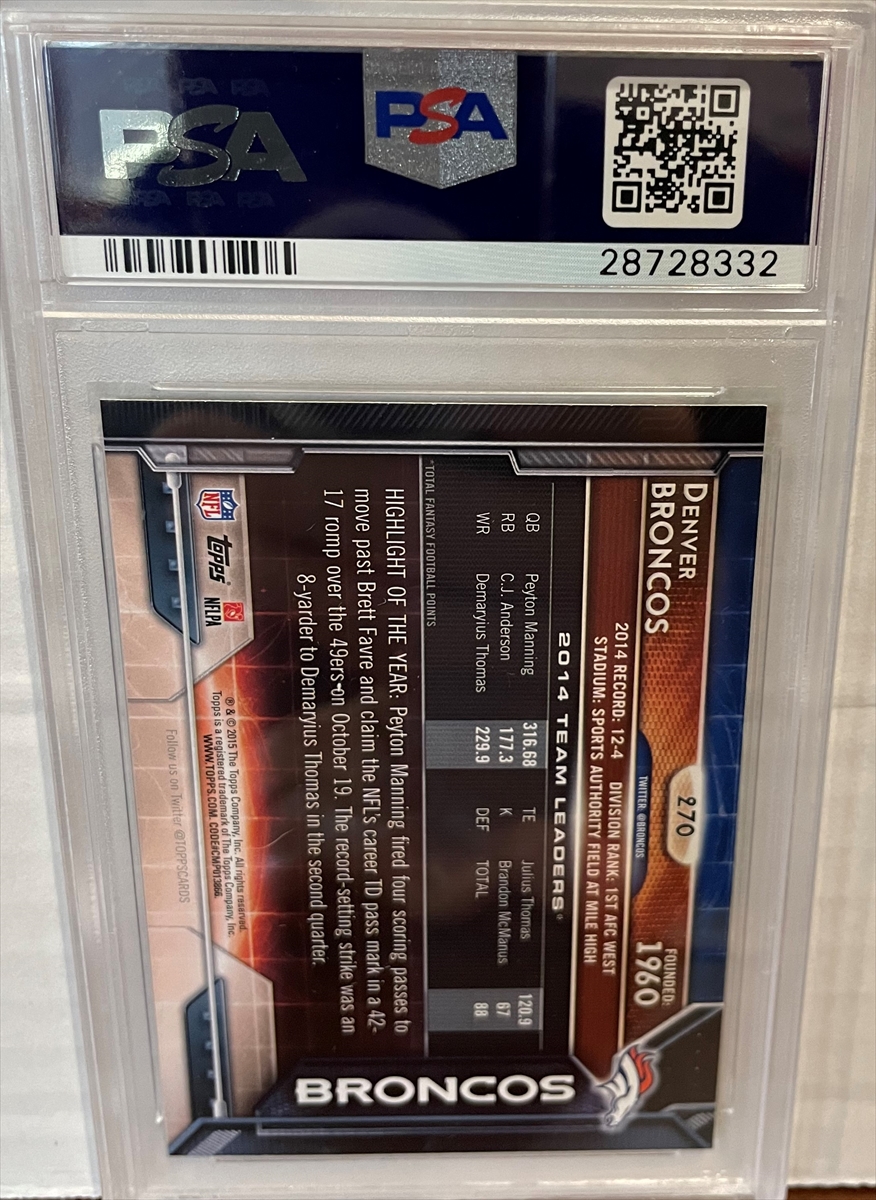 PSA PSA PSA
PSA
PSA PSA PSA
PSA
28728332
DENVER
BRONCOS
270
TWITTER: @BRONCOS
FOUNDED:
1960
2014 RECORD: 12-4 DIVISION RANK: 1ST AFC WEST
STADIUM: SPORTS AUTHORITY FIELD AT MILE HIGH
2014 TEAM LEADERS*
QB Peyton Manning 316.68 TE Julius Thomas 120.9
RB C.J. Anderson 177.3 K Brandon McManus 67
WR Demaryius Thomas 229.9 DEF TOTAL 88
*TOTAL FANTASY FOOTBALL POINTS
HIGHLIGHT OF THE YEAR: Peyton Manning fired four scoring passes to
move past Brett Favre and claim the NFL's career TD pass mark in a 42-
17 romp over the 49ers on October 19. The record-setting strike was an
8-yarder to Demaryius Thomas in the second quarter.
BRONCOS
NFL
Topps
NFLPA
® & © 2015 The Topps Company, Inc. All rights reserved.
Topps is a registered trademark of The Topps Company, Inc.
WWW.TOPPS.COM. CODE#CMP013866.
Follow us on Twitter @TOPPSCARDS